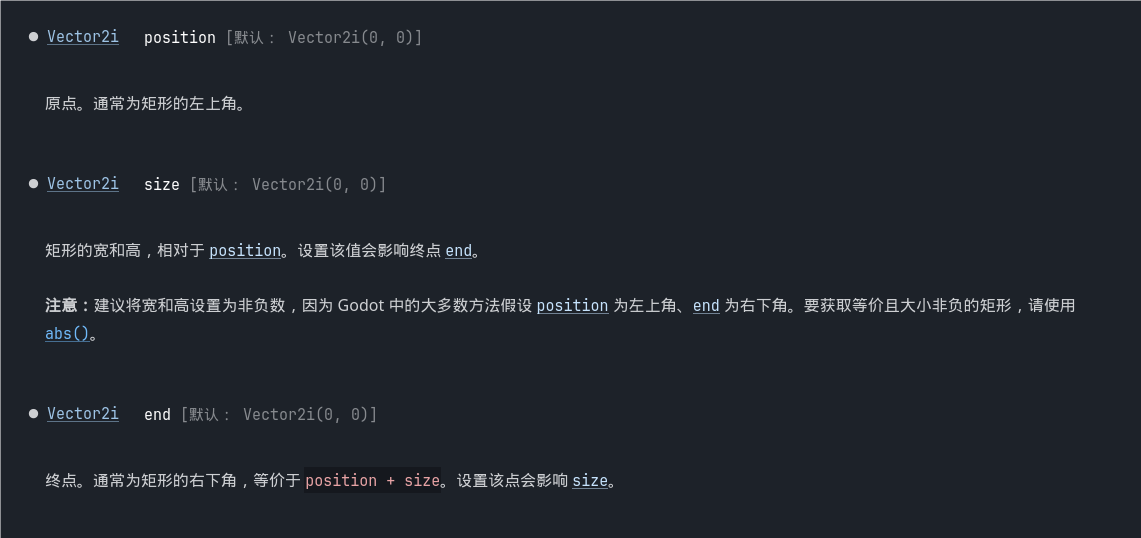 Vector2i position [默认： Vector2i(0, 0)]
原点。通常为矩形的左上角。
Vector2i size [默认： Vector2i(0, 0)]
矩形的宽和高，相对于 position。设置该值会影响终点 end。
注意：建议将宽和高设置为非负数，因为 Godot 中的大多数方法假设 position 为左上角、end 为右下角。要获取等价且大小非负的矩形，请使用
abs()。
Vector2i end [默认： Vector2i(0, 0)]
终点。通常为矩形的右下角，等价于 position + size。设置该点会影响 size。